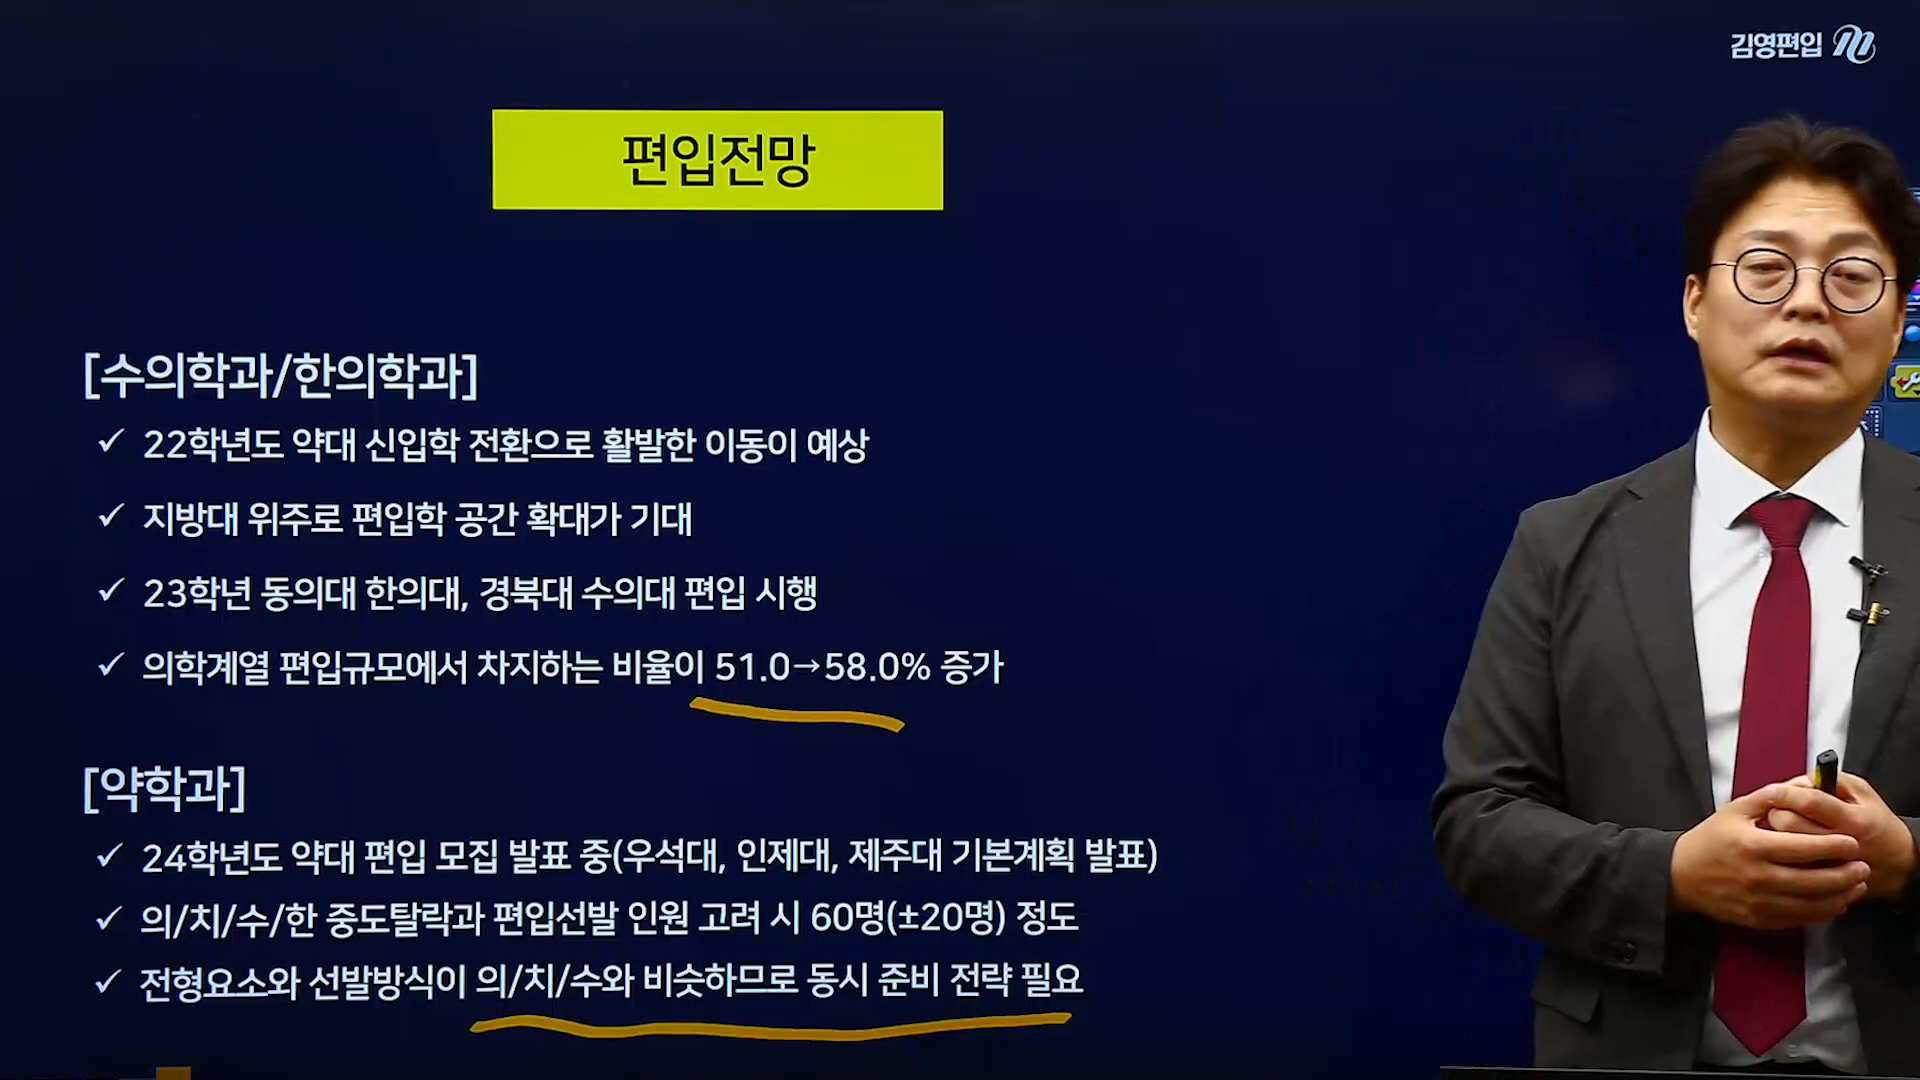 김영편입
편입전망
[수의학과/한의학과]
✓ 22학년도 약대 신입학 전환으로 활발한 이동이 예상
✓ 지방대 위주로 편입학 공간 확대가 기대
✓ 23학년 동의대 한의대, 경북대 수의대 편입 시행
✓ 의학계열 편입규모에서 차지하는 비율이 51.0→58.0% 증가
[약학과]
✓ 24학년도 약대 편입 모집 발표 중(우석대, 인제대, 제주대 기본계획 발표)
✓ 의/치/수/한 중도탈락과 편입선발 인원 고려 시 60명(±20명) 정도
✓ 전형요소와 선발방식이 의/치/수와 비슷하므로 동시 준비 전략 필요